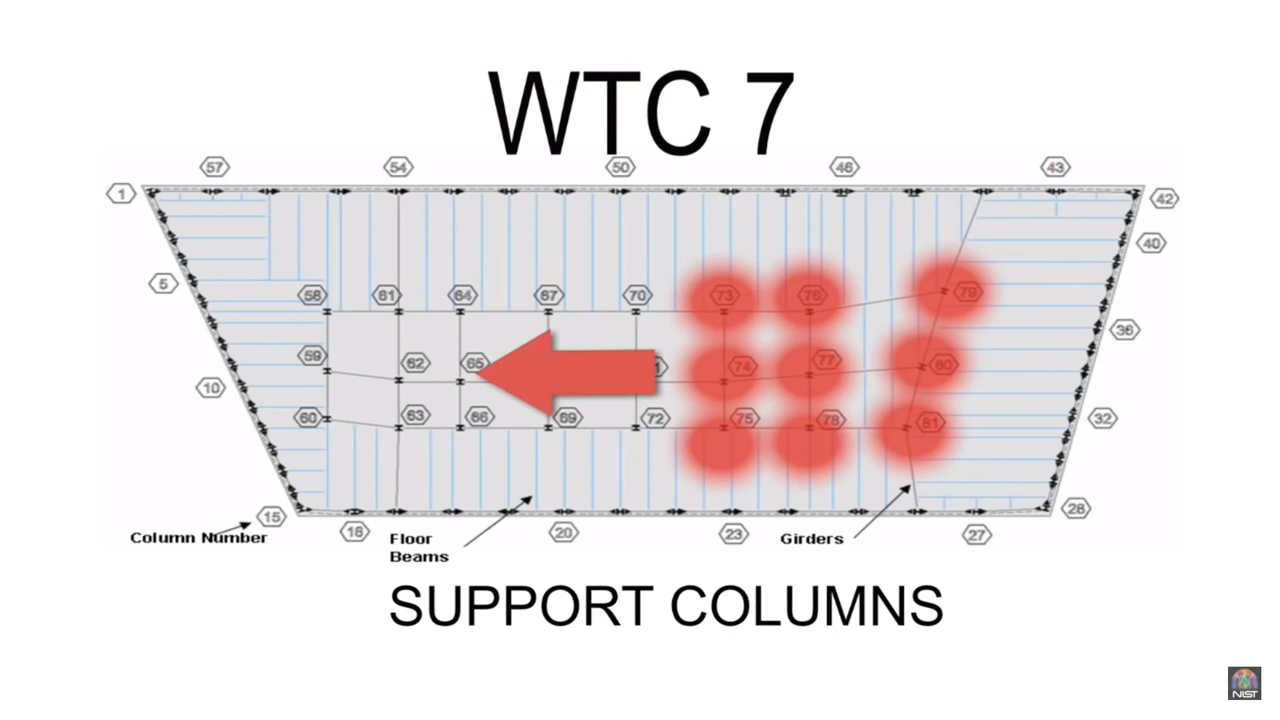 WTC 7
57 54 50 46 43
1 42
40
5
58 61 64 67 70 73 76 79
36
59 62 65 74 77 80
10
60 63 66 69 72 75 78 81
32
15 16 20 23 27 28
Column Number
Floor
Beams
Girders
SUPPORT COLUMNS
NIST